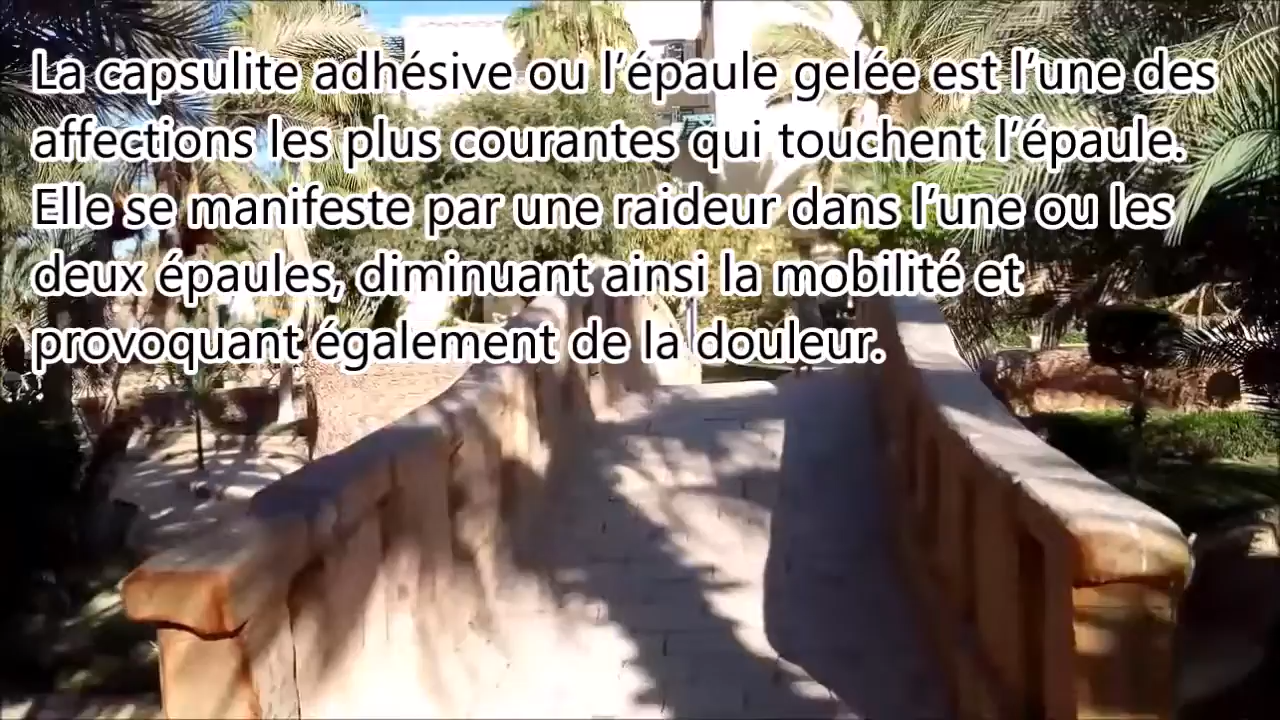 La capsulite adhésive ou l’épaule gelée est l’une des
affections les plus courantes qui touchent l’épaule.
Elle se manifeste par une raideur dans l’une ou les
deux épaules, diminuant ainsi la mobilité et
provoquant également de la douleur.